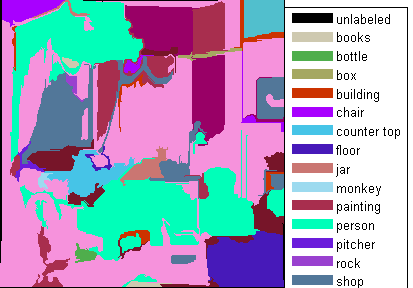 unlabeled
books
bottle
box
building
chair
counter top
floor
jar
monkey
painting
person
pitcher
rock
shop